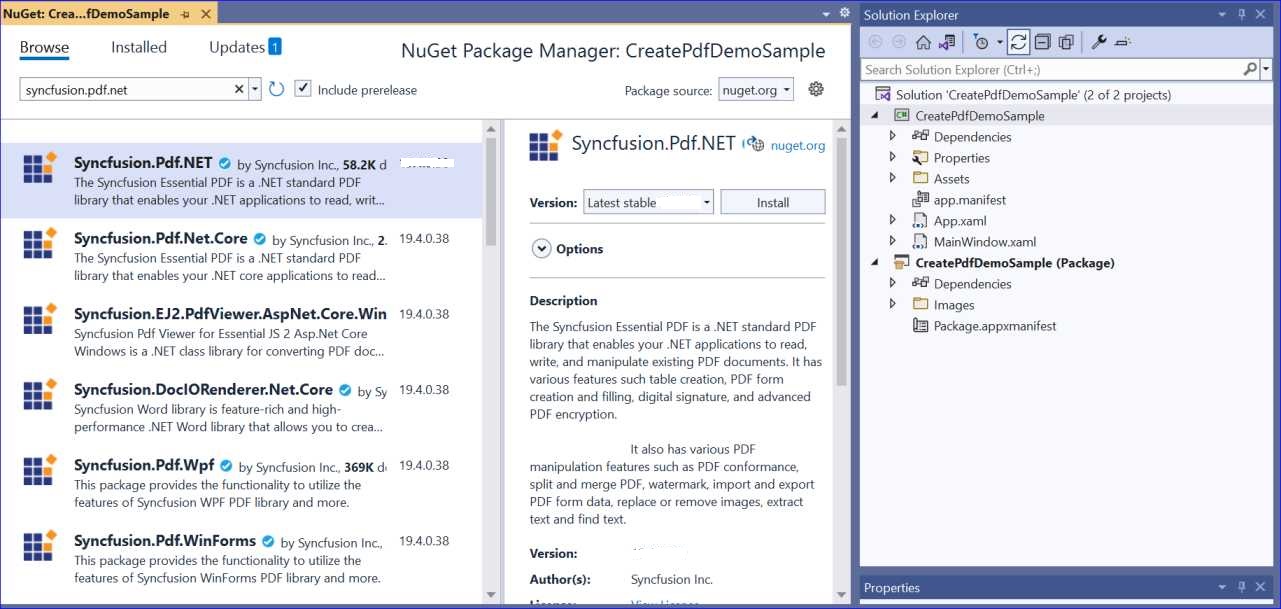 NuGet: Crea...fDemoSample
Browse
Installed
Updates 1
NuGet Package Manager: CreatePdfDemoSample
syncfusion.pdf.net
Include prerelease
Package source: nuget.org
Syncfusion.Pdf.NET by Syncfusion Inc., 58.2K d
The Syncfusion Essential PDF is a .NET standard PDF
library that enables your .NET applications to read, writ...
Syncfusion.Pdf.Net.Core by Syncfusion Inc., 2. 19.4.0.38
The Syncfusion Essential PDF is a .NET standard PDF
library that enables your .NET core applications to read...
Syncfusion.EJ2.PdfViewer.AspNet.Core.Win 19.4.0.38
Syncfusion Pdf Viewer for Essential JS 2 Asp.Net Core
Windows is a .NET class library for converting PDF doc...
Syncfusion.DocIORenderer.Net.Core by Sy 19.4.0.38
Syncfusion Word library is feature-rich and high-
performance .NET Word library that allows you to crea...
Syncfusion.Pdf.Wpf by Syncfusion Inc., 369K d 19.4.0.38
This package provides the functionality to utilize the
features of Syncfusion WPF PDF library and more.
Syncfusion.Pdf.WinForms by Syncfusion Inc., 19.4.0.38
This package provides the functionality to utilize the
features of Syncfusion WinForms PDF library and more.
Syncfusion.Pdf.NET nuget.org
Version: Latest stable Install
Options
Description
The Syncfusion Essential PDF is a .NET standard PDF
library that enables your .NET applications to read,
write, and manipulate existing PDF documents. It has
various features such table creation, PDF form
creation and filling, digital signature, and advanced
PDF encryption.
It also has various PDF
manipulation features such as PDF conformance,
split and merge PDF, watermark, import and export
PDF form data, replace or remove images, extract
text and find text.
Version:
Author(s): Syncfusion Inc.
License: View License
Solution Explorer
Search Solution Explorer (Ctrl+;)
Solution 'CreatePdfDemoSample' (2 of 2 projects)
CreatePdfDemoSample
Dependencies
Properties
Assets
app.manifest
App.xaml
MainWindow.xaml
CreatePdfDemoSample (Package)
Dependencies
Images
Package.appxmanifest
Properties